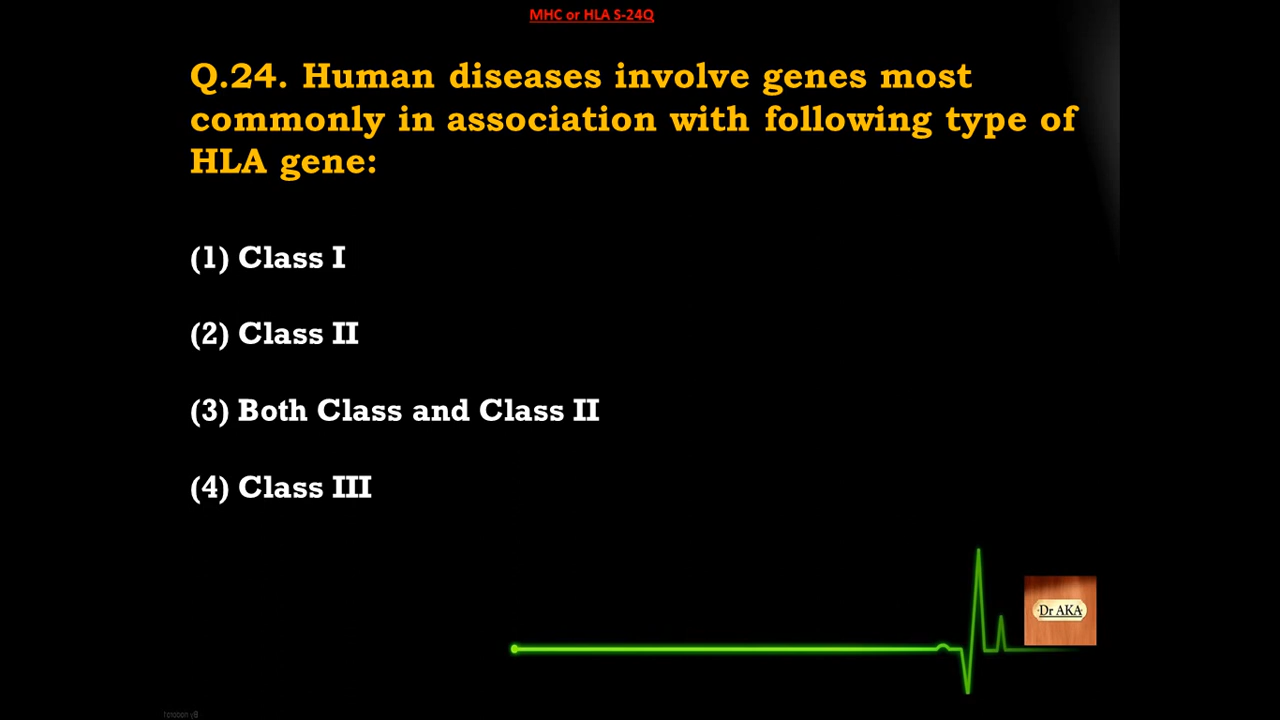 MHC or HLA S-24Q
Q.24. Human diseases involve genes most
commonly in association with following type of
HLA gene:
(1) Class I
(2) Class II
(3) Both Class and Class II
(4) Class III
Dr AKA